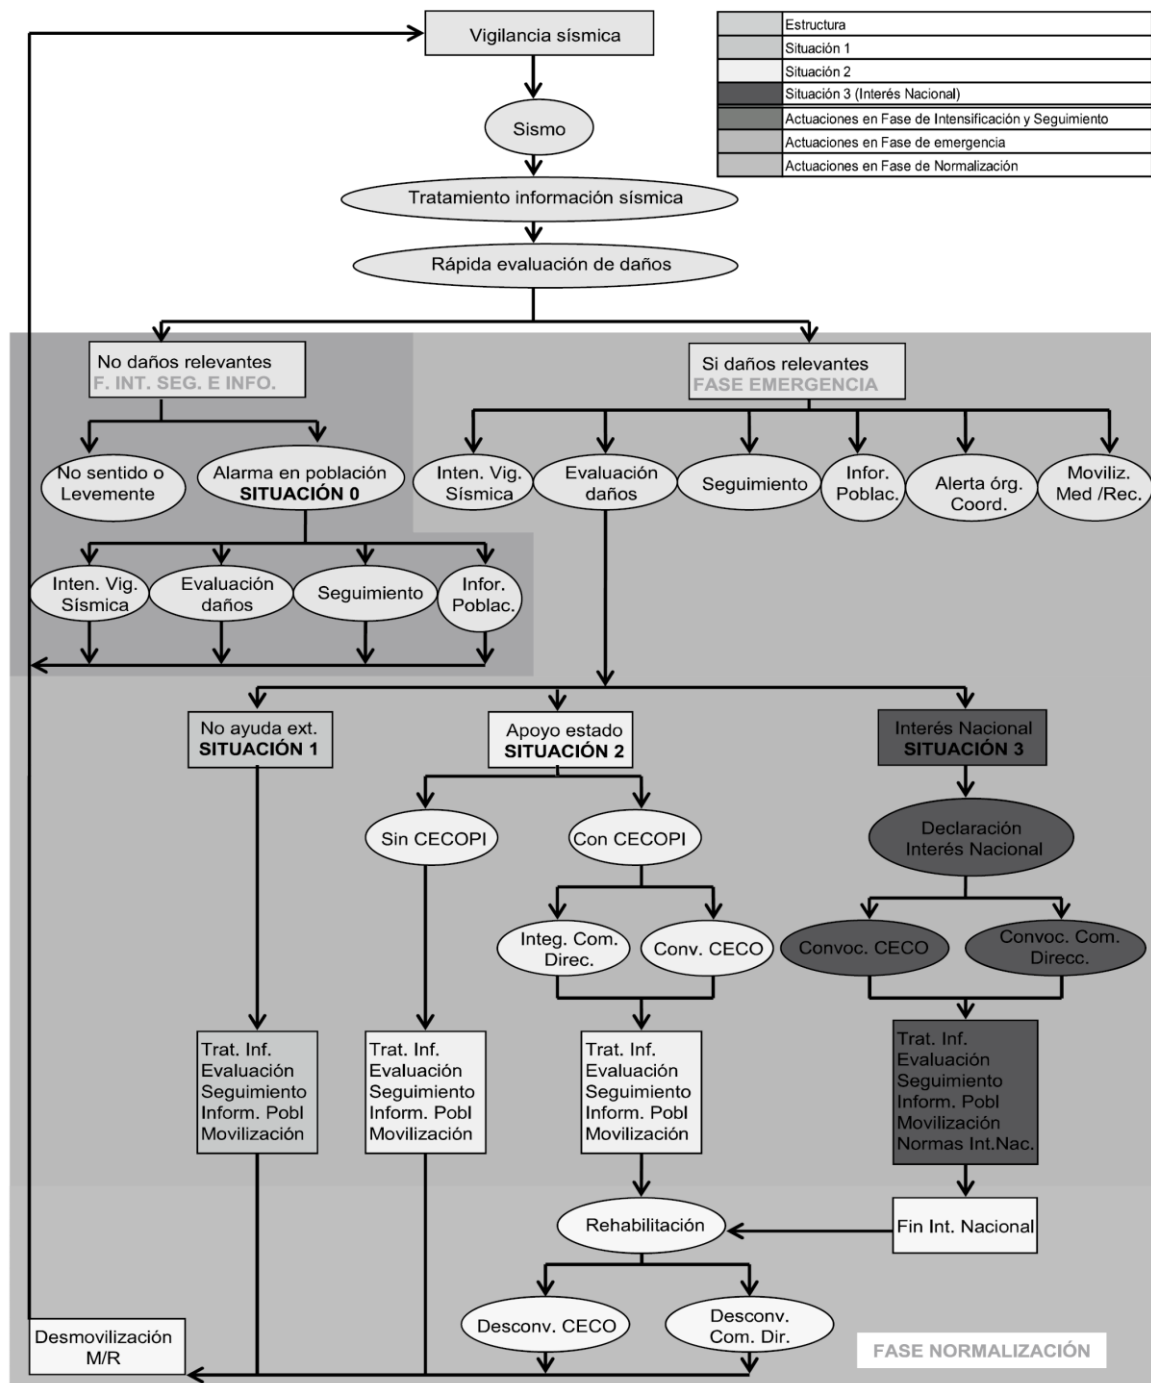 Vigilancia sísmica
Estructura
Situación 1
Situación 2
Situación 3 (Interés Nacional)
Actuaciones en Fase de Intensificación y Seguimiento
Actuaciones en Fase de emergencia
Actuaciones en Fase de Normalización
Sismo
Tratamiento información sísmica
Rápida evaluación de daños
No daños relevantes
F. INT. SEG. E INFO.
Si daños relevantes
FASE EMERGENCIA
No sentido o
Levemente
Alarma en población
SITUACIÓN 0
Inten. Vig.
Sísmica
Evaluación
daños
Seguimiento
Infor.
Poblac.
Alerta órg.
Coord.
Moviliz.
Med /Rec.
Inten. Vig.
Sísmica
Evaluación
daños
Seguimiento
Infor.
Poblac.
No ayuda ext.
SITUACIÓN 1
Apoyo estado
SITUACIÓN 2
Interés Nacional
SITUACIÓN 3
Sin CECOPI
Con CECOPI
Declaración
Interés Nacional
Integ. Com.
Direc.
Conv. CECO
Convoc. CECO
Convoc. Com.
Direcc.
Trat. Inf.
Evaluación
Seguimiento
Inform. Pobl
Movilización
Trat. Inf.
Evaluación
Seguimiento
Inform. Pobl
Movilización
Trat. Inf.
Evaluación
Seguimiento
Inform. Pobl
Movilización
Trat. Inf.
Evaluación
Seguimiento
Inform. Pobl
Movilización
Normas Int.Nac.
Rehabilitación
Fin Int. Nacional
Desconv. CECO
Desconv.
Com. Dir.
Desmovilización
M/R
FASE NORMALIZACIÓN